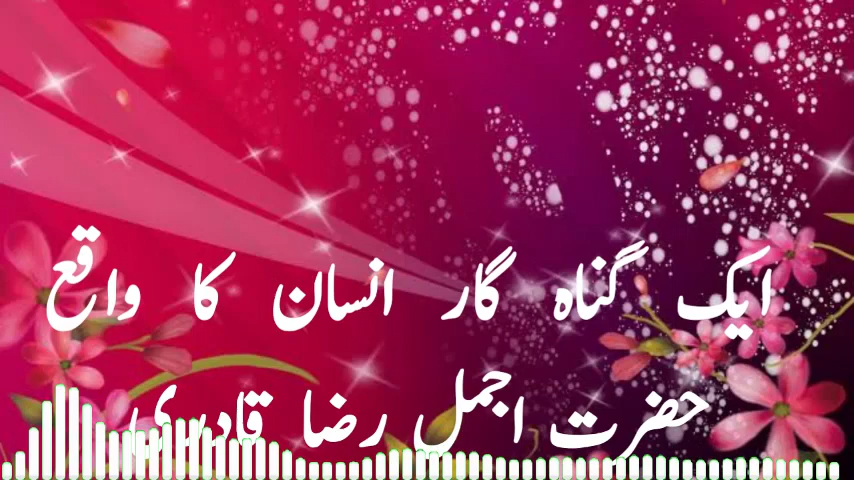 ایک گناہ گار انسان کا واقع
حضرت اجمل رضا قادری